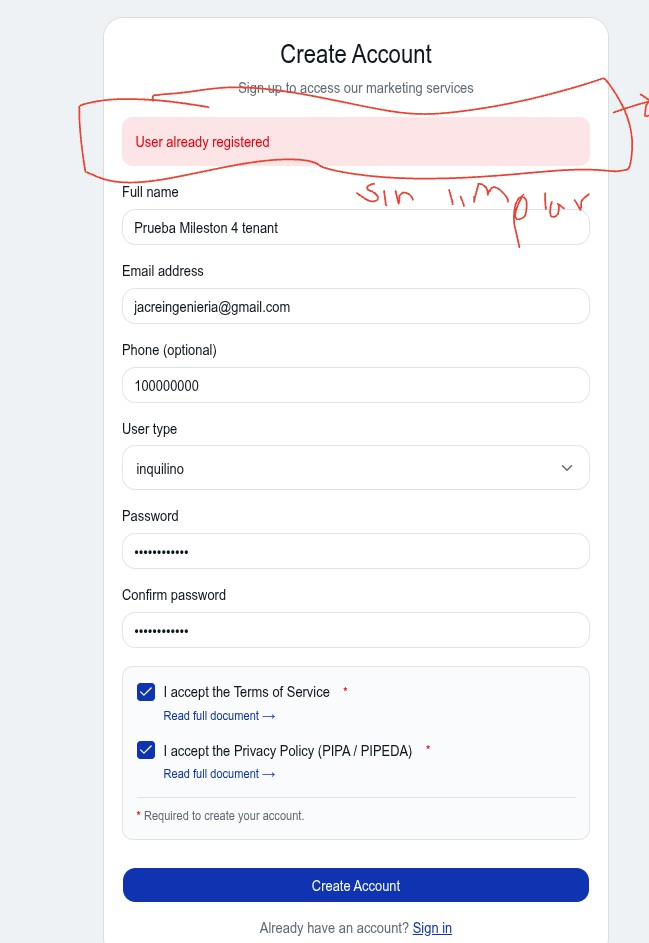 Create Account
Sign up to access our marketing services
User already registered
sin limpiar
Full name
Prueba Mileston 4 tenant
Email address
jacreingenieria@gmail.com
Phone (optional)
100000000
User type
inquilino
Password
••••••••••••
Confirm password
••••••••••••
I accept the Terms of Service *
Read full document →
I accept the Privacy Policy (PIPA / PIPEDA) *
Read full document →
* Required to create your account.
Create Account
Already have an account? Sign in